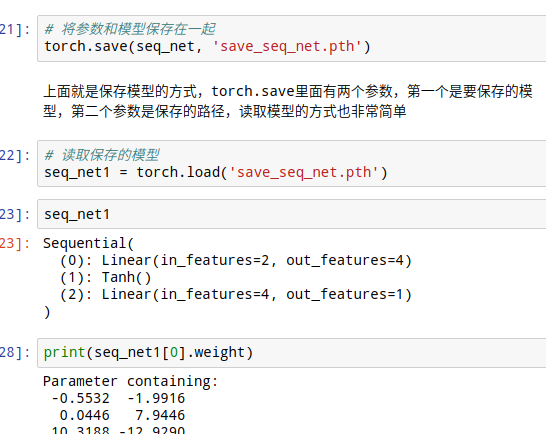 21]: # 将参数和模型保存在一起
torch.save(seq_net, 'save_seq_net.pth')
上面就是保存模型的方式，torch.save里面有两个参数，第一个是要保存的模
型，第二个参数是保存的路径，读取模型的方式也非常简单
22]: # 读取保存的模型
seq_net1 = torch.load('save_seq_net.pth')
23]: seq_net1
23]: Sequential(
(0): Linear(in_features=2, out_features=4)
(1): Tanh()
(2): Linear(in_features=4, out_features=1)
)
28]: print(seq_net1[0].weight)
Parameter containing:
-0.5532 -1.9916
0.0446 7.9446
10.3188 -12.9290